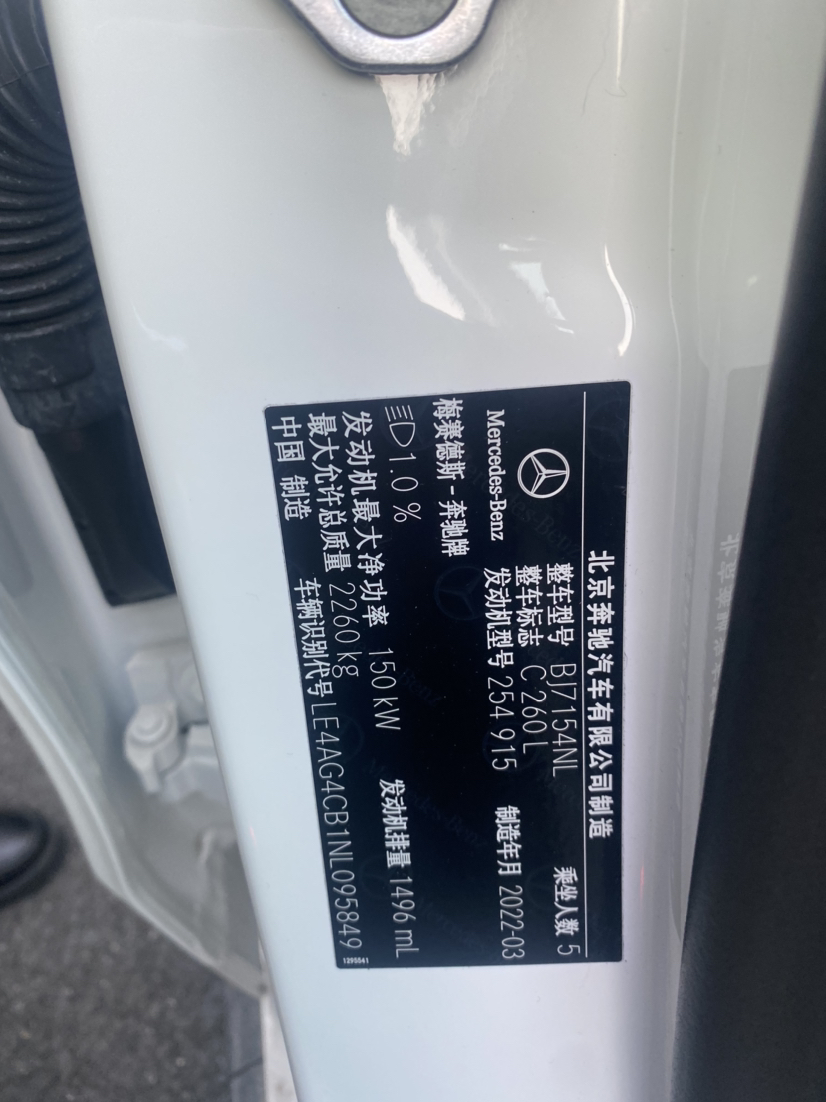 北京奔驰汽车有限公司制造
整车型号 BJ7154NL 乘坐人数 5
整车标志 C 260 L
Mercedes-Benz 发动机型号 254 915 制造年月 2022-03
梅赛德斯-奔驰牌
1.0 %
发动机最大净功率 150 kW 发动机排量 1496 mL
最大允许总质量 2260 kg
中国 制造 车辆识别代号 LE4AG4CB1NL095849
1295541